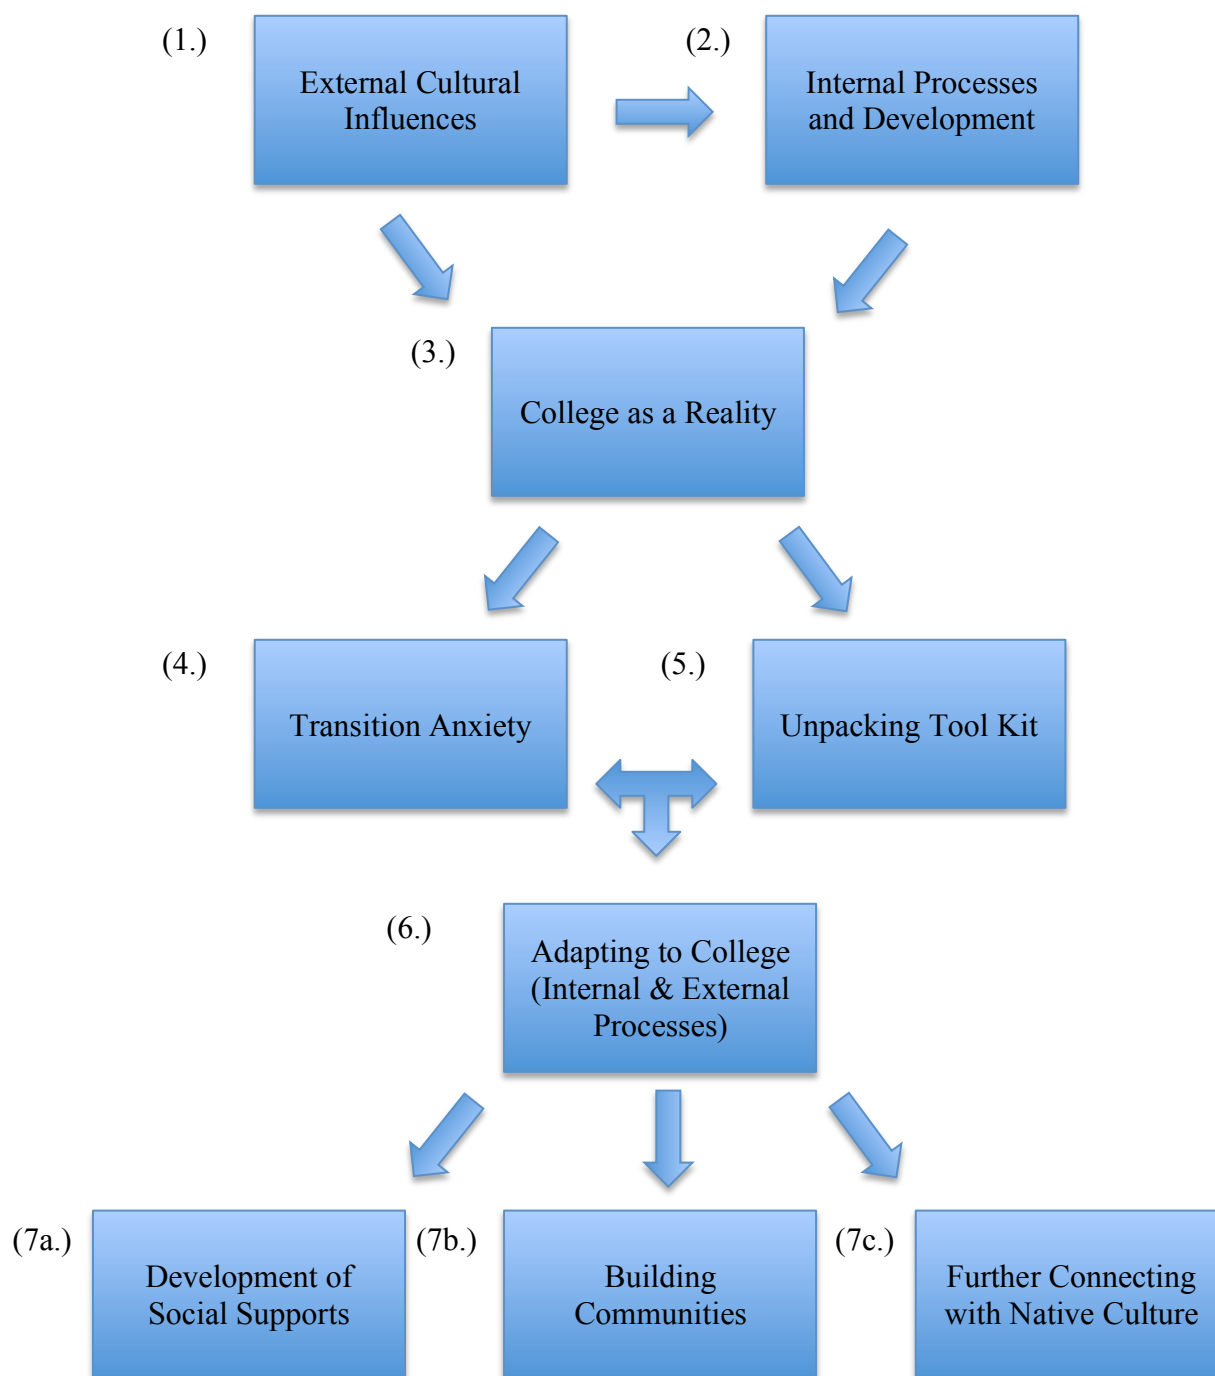 (1.)
External Cultural
Influences
(2.)
Internal Processes
and Development
(3.)
College as a Reality
(4.)
Transition Anxiety
(5.)
Unpacking Tool Kit
(6.)
Adapting to College
(Internal & External
Processes)
(7a.)
Development of
Social Supports
(7b.)
Building
Communities
(7c.)
Further Connecting
with Native Culture